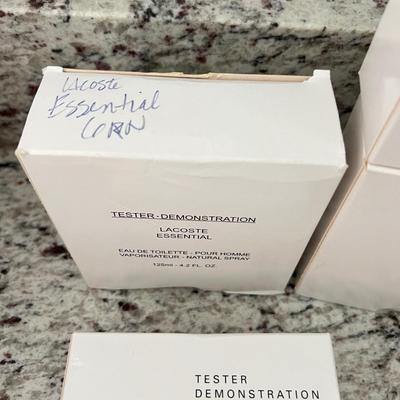 Lacoste
Essential
GRN
TESTER - DEMONSTRATION
LACOSTE
ESSENTIAL
EAU DE TOILETTE - POUR HOMME
VAPORISATEUR - NATURAL SPRAY
125ml - 4.2 FL. OZ.
TESTER
DEMONSTRATION